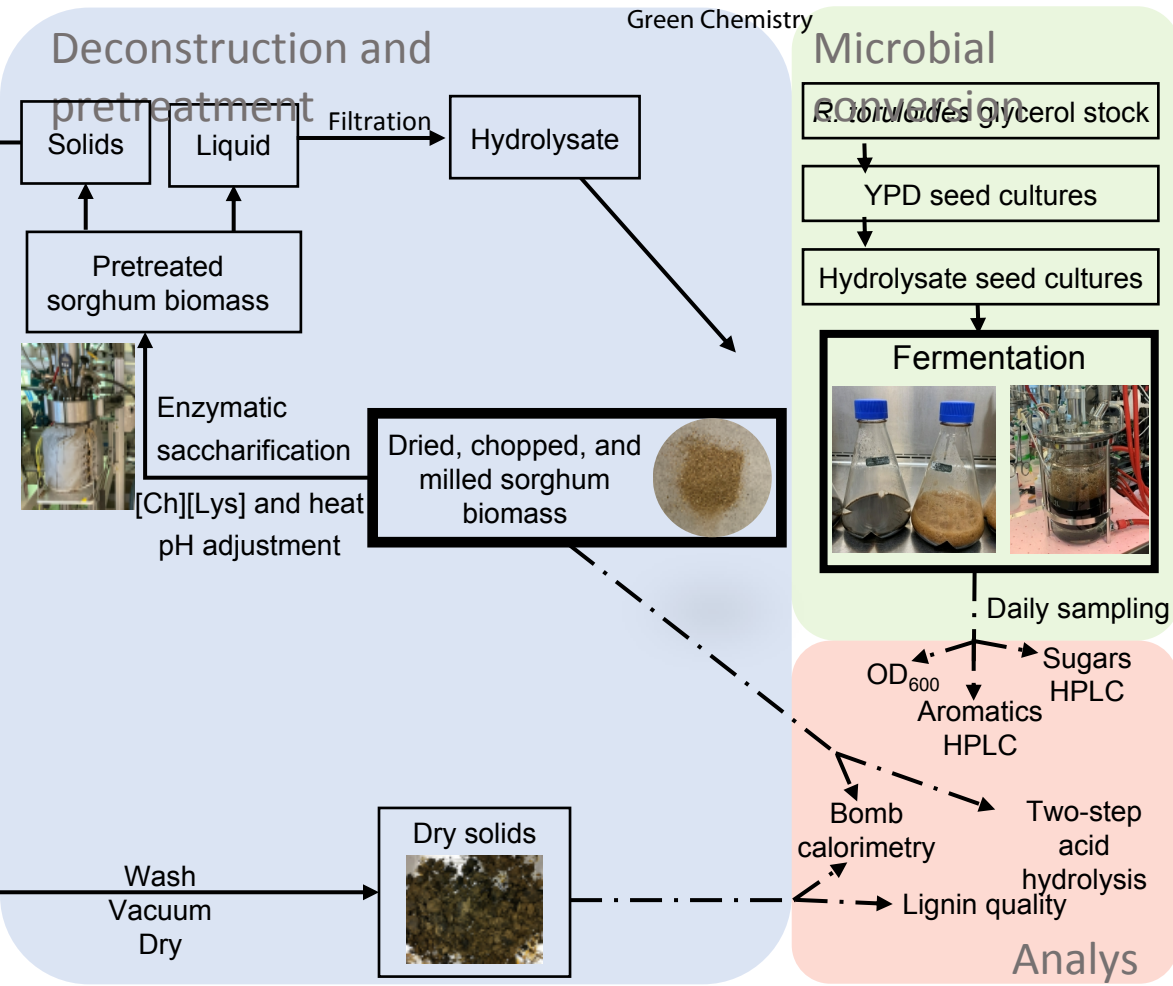 Green Chemistry
Deconstruction and
pretreatment
Solids
Liquid
Filtration
Hydrolysate
Pretreated
sorghum biomass
Enzymatic
saccharification
[Ch][Lys] and heat
pH adjustment
Dried, chopped, and
milled sorghum
biomass
Wash
Vacuum
Dry
Dry solids
Microbial
conversion
R. toruloides glycerol stock
YPD seed cultures
Hydrolysate seed cultures
Fermentation
Daily sampling
OD600
Sugars
HPLC
Aromatics
HPLC
Bomb
calorimetry
Two-step
acid
hydrolysis
Lignin quality
Analys